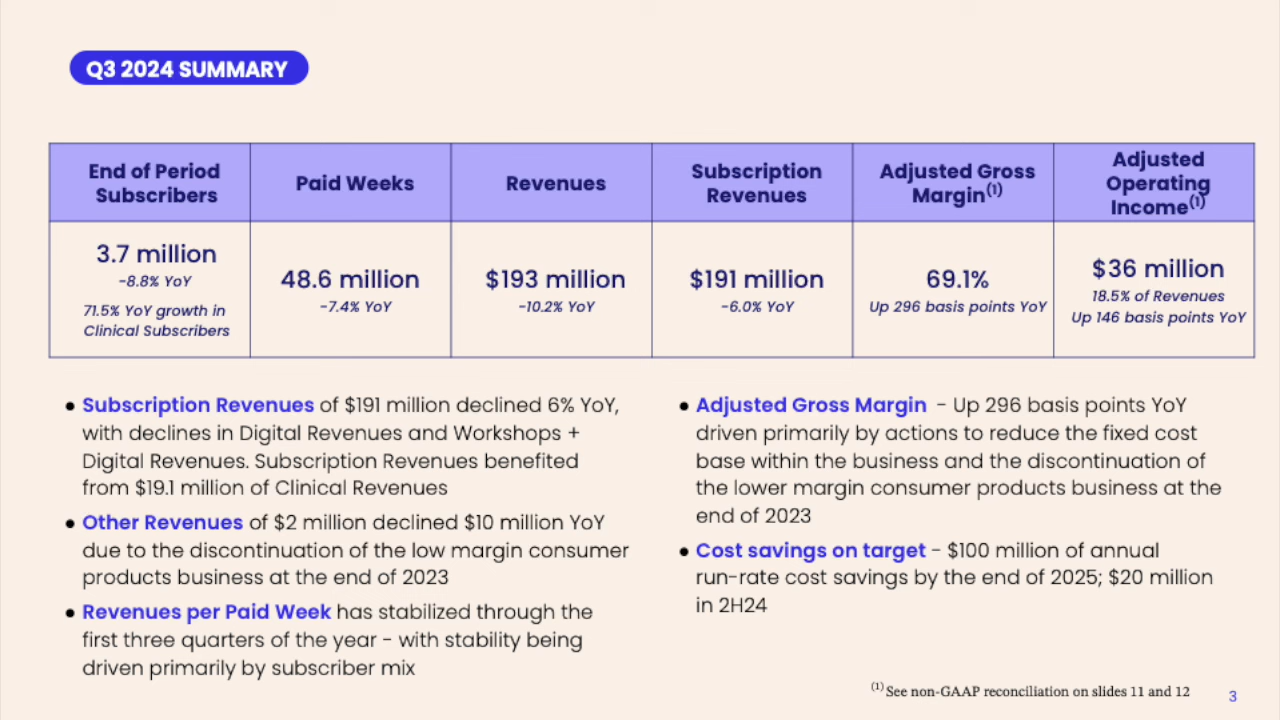 Q3 2024 SUMMARY
End of Period
Subscribers
Paid Weeks
Revenues
Subscription
Revenues
Adjusted Gross
Margin(1)
Adjusted
Operating
Income(1)
3.7 million
-8.8% YoY
71.5% YoY growth in
Clinical Subscribers
48.6 million
-7.4% YoY
$193 million
-10.2% YoY
$191 million
-6.0% YoY
69.1%
Up 296 basis points YoY
$36 million
18.5% of Revenues
Up 146 basis points YoY
• Subscription Revenues of $191 million declined 6% YoY,
with declines in Digital Revenues and Workshops +
Digital Revenues. Subscription Revenues benefited
from $19.1 million of Clinical Revenues
• Other Revenues of $2 million declined $10 million YoY
due to the discontinuation of the low margin consumer
products business at the end of 2023
• Revenues per Paid Week has stabilized through the
first three quarters of the year - with stability being
driven primarily by subscriber mix
• Adjusted Gross Margin - Up 296 basis points YoY
driven primarily by actions to reduce the fixed cost
base within the business and the discontinuation of
the lower margin consumer products business at the
end of 2023
• Cost savings on target - $100 million of annual
run-rate cost savings by the end of 2025; $20 million
in 2H24
(1) See non-GAAP reconciliation on slides 11 and 12
3